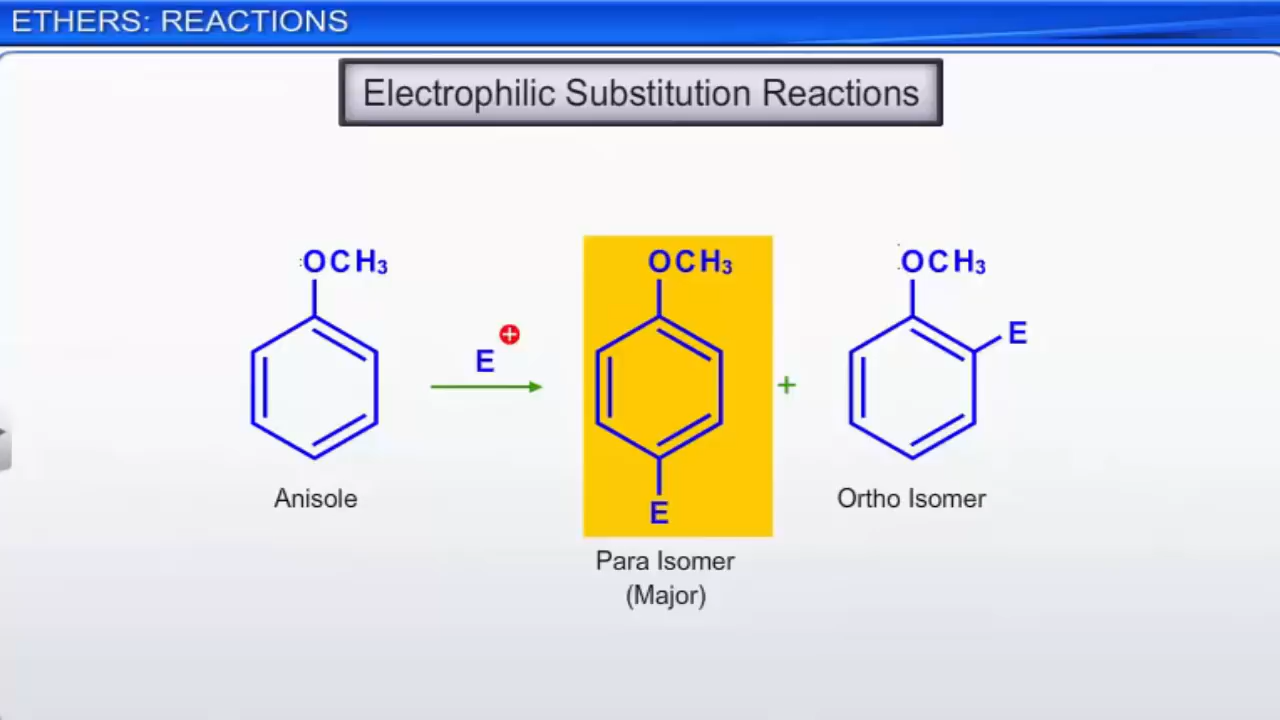 ETHERS: REACTIONS
Electrophilic Substitution Reactions
:OCH₃
OCH₃
OCH₃
E
E
+
+
Anisole
E
Ortho Isomer
Para Isomer
(Major)